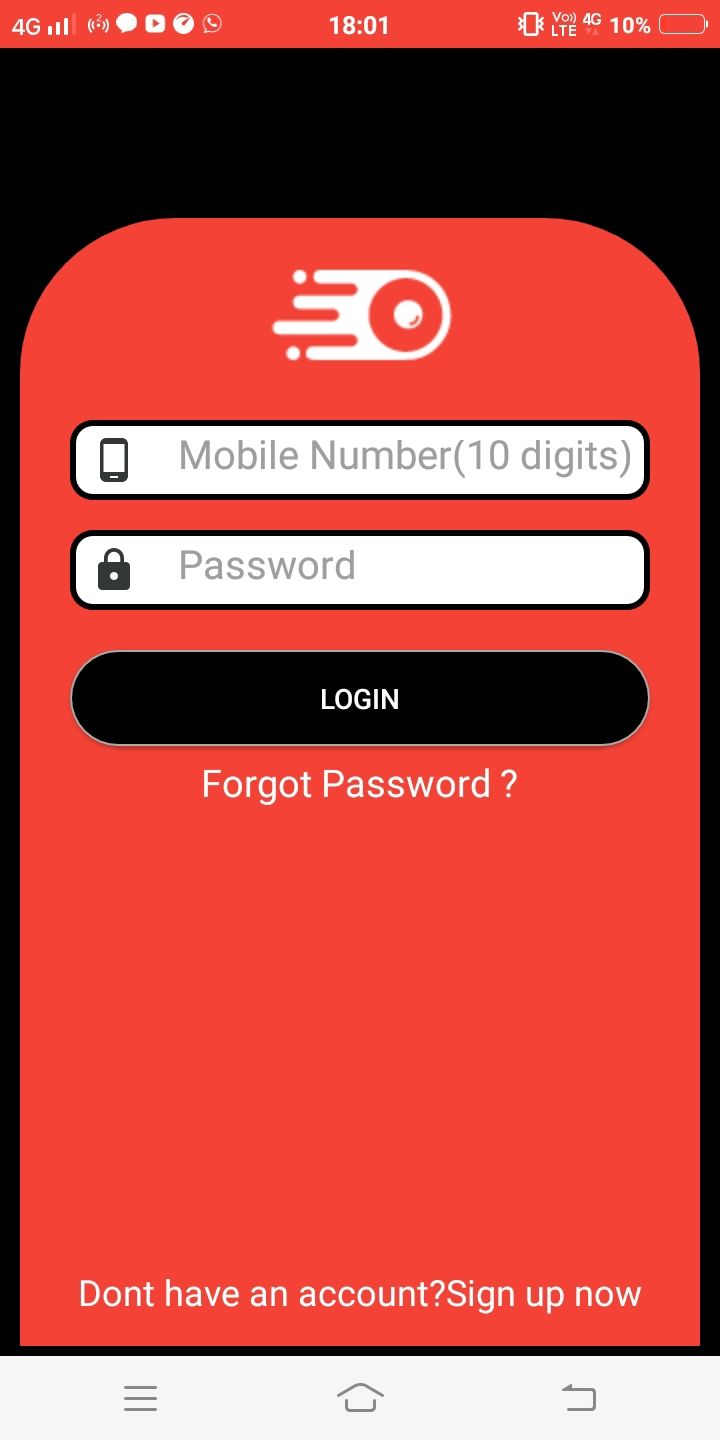 4G 2 18:01 Vo)) LTE 4G 10%
Mobile Number(10 digits)
Password
LOGIN
Forgot Password ?
Dont have an account?Sign up now